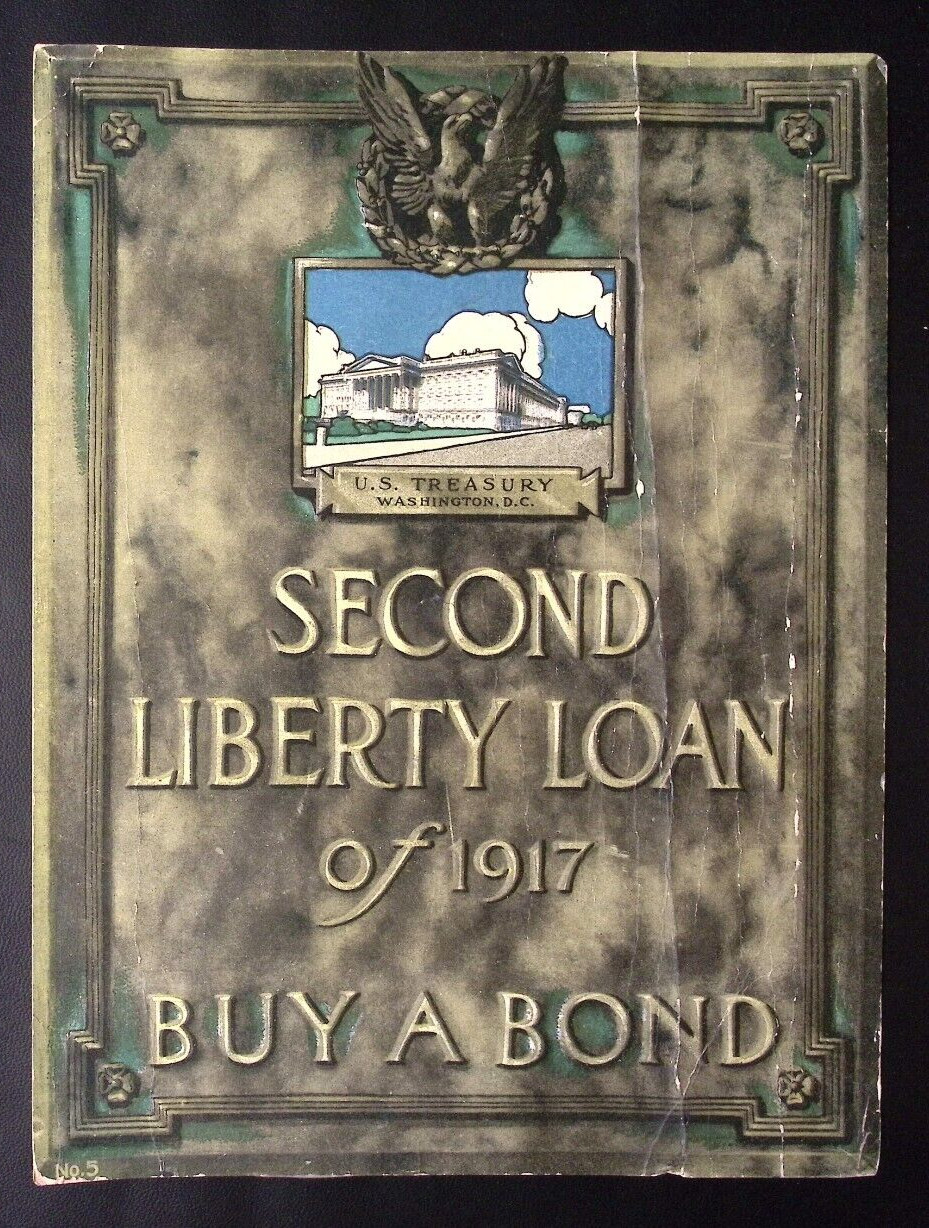 U.S. TREASURY
WASHINGTON, D.C.
SECOND
LIBERTY LOAN
of 1917
BUY A BOND
No. 5